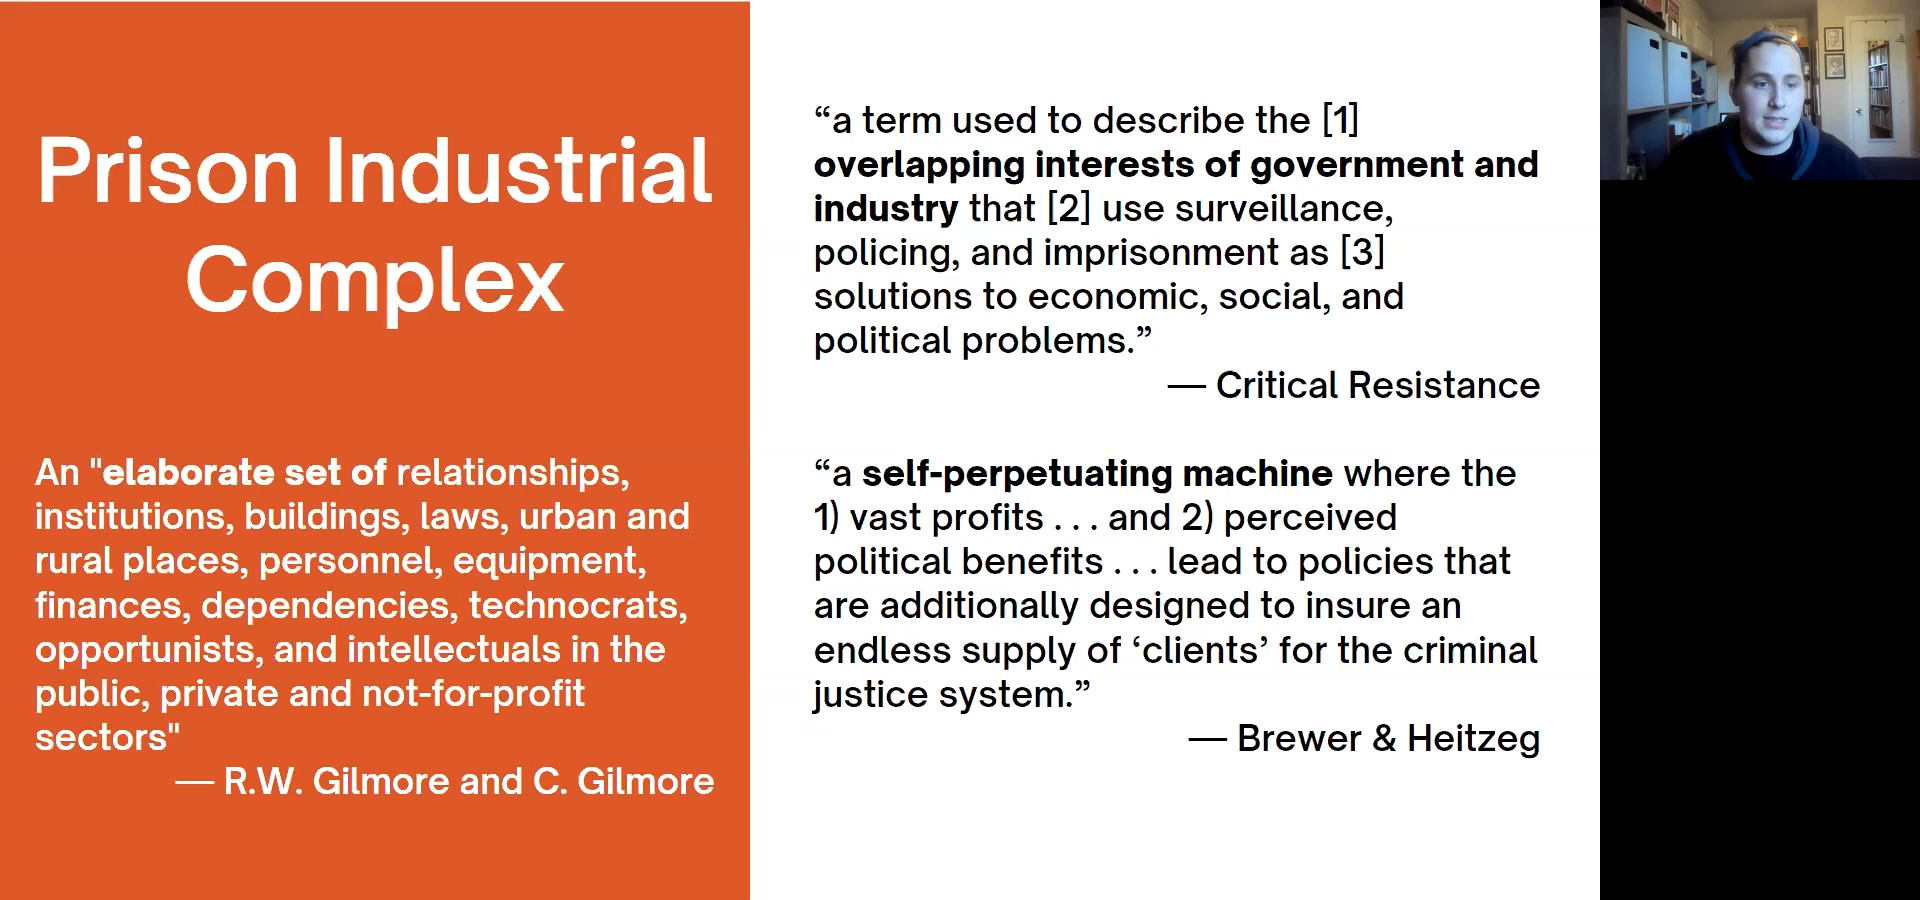 Prison Industrial
Complex
An "elaborate set of relationships,
institutions, buildings, laws, urban and
rural places, personnel, equipment,
finances, dependencies, technocrats,
opportunists, and intellectuals in the
public, private and not-for-profit
sectors"
— R.W. Gilmore and C. Gilmore
“a term used to describe the [1]
overlapping interests of government and
industry that [2] use surveillance,
policing, and imprisonment as [3]
solutions to economic, social, and
political problems.”
— Critical Resistance
“a self-perpetuating machine where the
1) vast profits . . . and 2) perceived
political benefits . . . lead to policies that
are additionally designed to insure an
endless supply of ‘clients’ for the criminal
justice system.”
— Brewer & Heitzeg